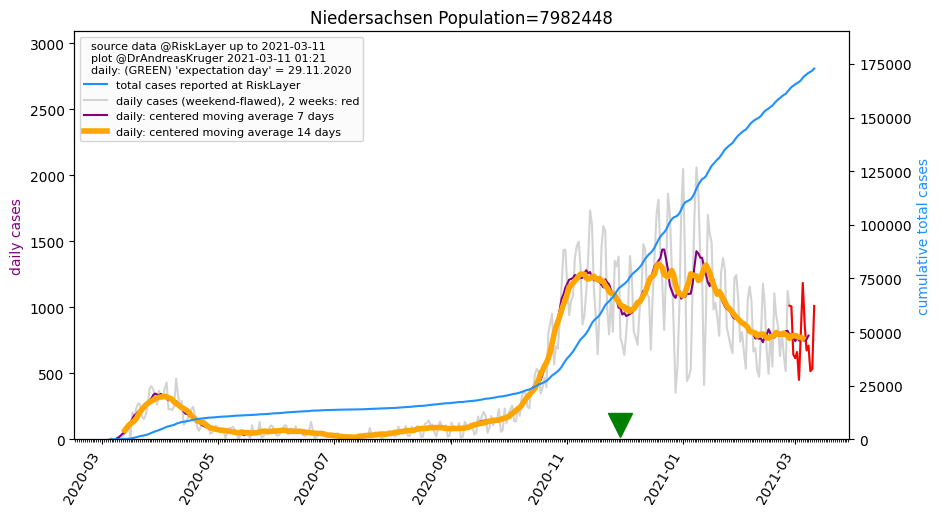 Niedersachsen Population=7982448
source data @RiskLayer up to 2021-03-11
plot @DrAndreasKruger 2021-03-11 01:21
daily: (GREEN) 'expectation day' = 29.11.2020
total cases reported at RiskLayer
daily cases (weekend-flawed), 2 weeks: red
daily: centered moving average 7 days
daily: centered moving average 14 days
3000
2500
2000
1500
1000
500
0
daily cases
175000
150000
125000
100000
75000
50000
25000
0
cumulative total cases
2020-03
2020-05
2020-07
2020-09
2020-11
2021-01
2021-03